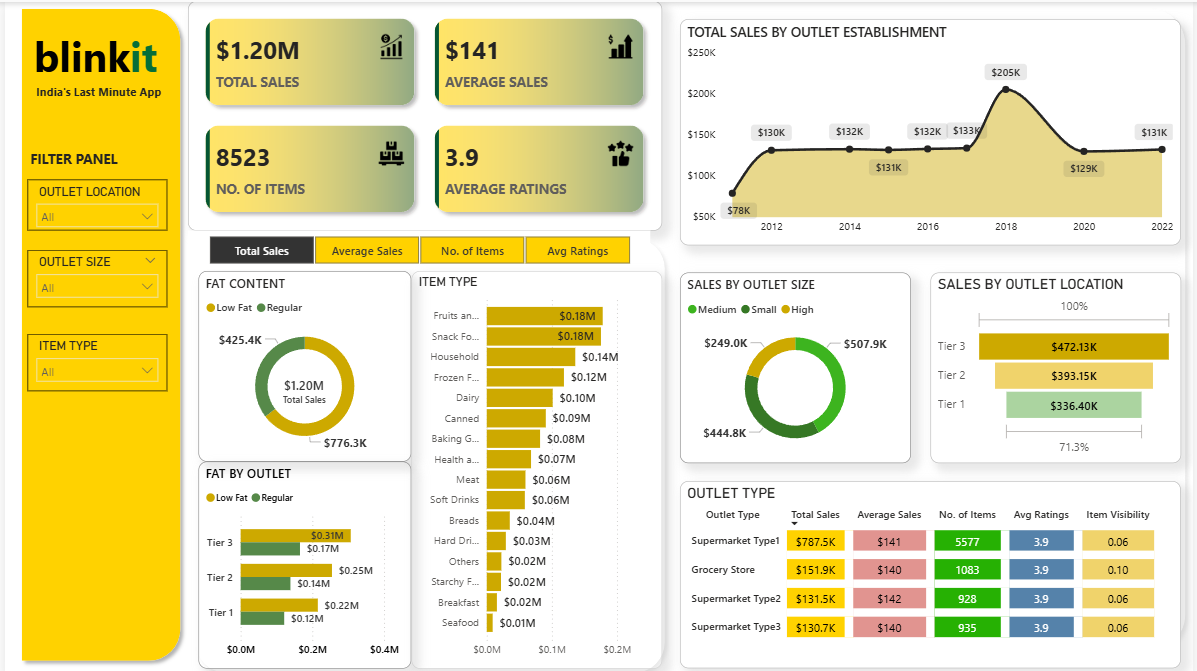 blinkit
India's Last Minute App
FILTER PANEL
OUTLET LOCATION
All
OUTLET SIZE
All
ITEM TYPE
All
$1.20M
TOTAL SALES
$141
AVERAGE SALES
8523
NO. OF ITEMS
3.9
AVERAGE RATINGS
Total Sales Average Sales No. of Items Avg Ratings
FAT CONTENT
Low Fat Regular
$425.4K
$1.20M
Total Sales
$776.3K
FAT BY OUTLET
Low Fat Regular
Tier 3 $0.31M
$0.17M
Tier 2 $0.25M
$0.14M
Tier 1 $0.22M
$0.12M
$0.0M $0.2M $0.4M
ITEM TYPE
Fruits an... $0.18M
Snack Fo... $0.18M
Household $0.14M
Frozen F... $0.12M
Dairy $0.10M
Canned $0.09M
Baking G... $0.08M
Health a... $0.07M
Meat $0.06M
Soft Drinks $0.06M
Breads $0.04M
Hard Dri... $0.03M
Others $0.02M
Starchy F... $0.02M
Breakfast $0.02M
Seafood $0.01M
$0.0M $0.1M $0.2M
TOTAL SALES BY OUTLET ESTABLISHMENT
$250K
$200K
$150K
$100K
$50K
$78K
$130K
$132K
$131K
$132K
$133K
$205K
$129K
$131K
2012 2014 2016 2018 2020 2022
SALES BY OUTLET SIZE
Medium Small High
$249.0K
$507.9K
$444.8K
SALES BY OUTLET LOCATION
100%
Tier 3 $472.13K
Tier 2 $393.15K
Tier 1 $336.40K
71.3%
OUTLET TYPE
Outlet Type Total Sales Average Sales No. of Items Avg Ratings Item Visibility
Supermarket Type1 $787.5K $141 5577 3.9 0.06
Grocery Store $151.9K $140 1083 3.9 0.10
Supermarket Type2 $131.5K $142 928 3.9 0.06
Supermarket Type3 $130.7K $140 935 3.9 0.06